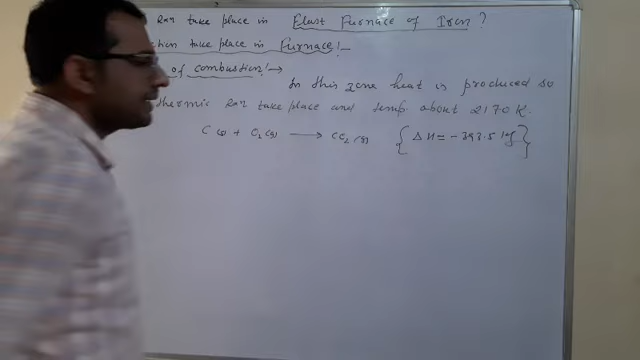 Rxn take place in Blast Furnace of Iron?
tion take place in Furnace:-
of combustion:→
In this zone heat is produced so
thermic Rxn take place and temp about 2170 K.
C (s) + O₂ (g) → CO₂ (g) { ΔH = -393.5 kJ }